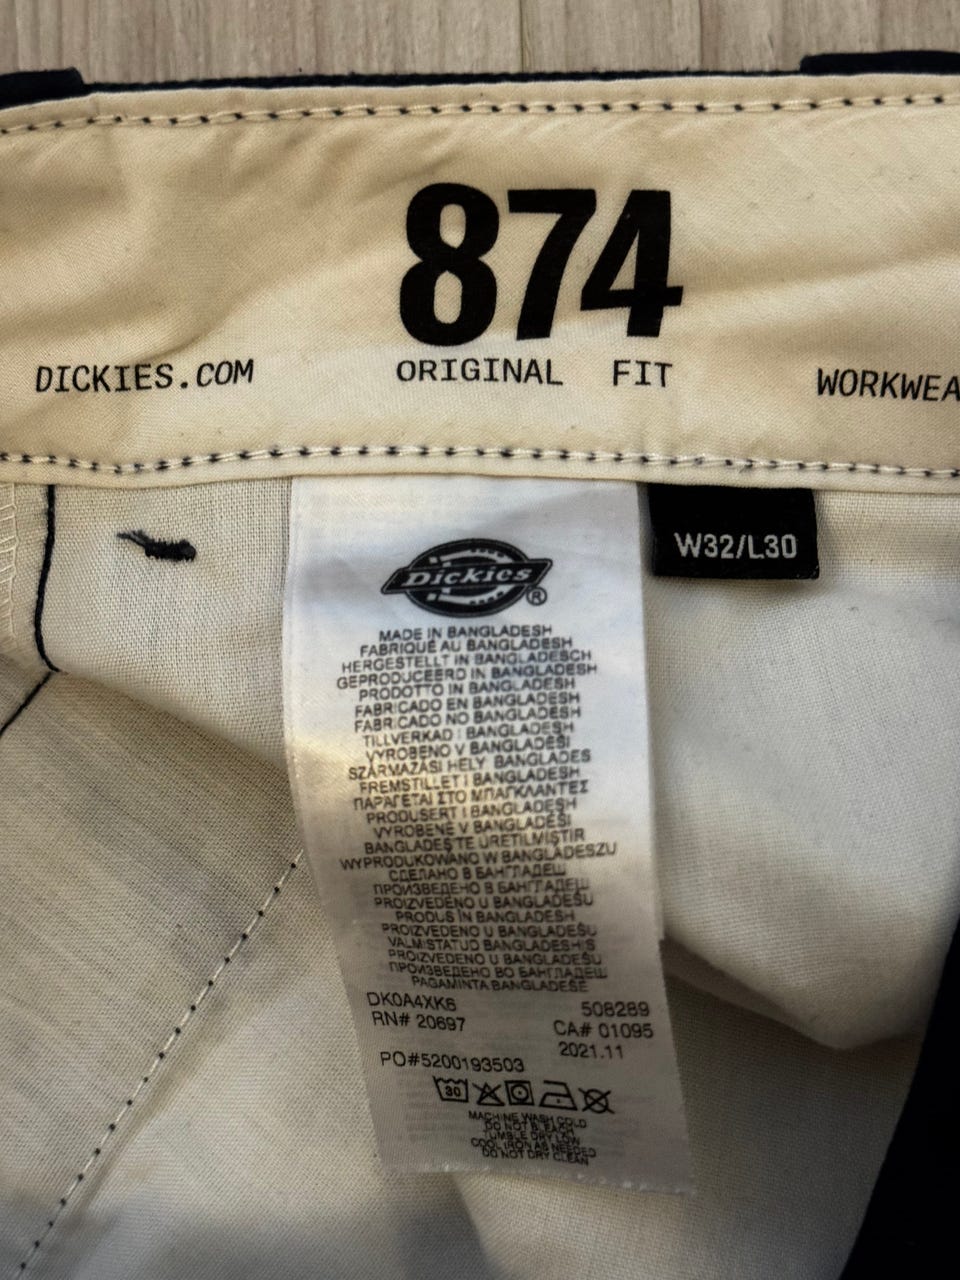 874
DICKIES.COM
ORIGINAL FIT
WORKWEA
W32/L30
Dickies®
MADE IN BANGLADESH
FABRIQUÉ AU BANGLADESH
HERGESTELLT IN BANGLADESCH
GEPRODUCEERD IN BANGLADESH
PRODOTTO IN BANGLADESH
FABRICADO EN BANGLADESH
FABRICADO NO BANGLADESH
TILLVERKAD I BANGLADESH
VYROBENO V BANGLADÉŠI
SZÁRMAZÁSI HELY BANGLADES
FREMSTILLET I BANGLADESH
ΠΑΡΑΓΕΤΑΙ ΣΤΟ ΜΠΑΓΚΛΑΝΤΕΣ
PRODUSERT I BANGLADESH
VYROBENÉ V BANGLADÉŠI
BANGLADEŞ'TE ÜRETİLMİŞTİR
WYPRODUKOWANO W BANGLADESZU
СДЕЛАНО В БАНГЛАДЕШ
ПРОИЗВЕДЕНО В БАНГЛАДЕШ
PROIZVEDENO U BANGLADEŠU
PRODUS ÎN BANGLADESH
PROIZVEDENO U BANGLADEŠU
VALMISTATUD BANGLADESHIS
PROIZVEDENO U BANGLADEŠU
ПРОИЗВЕДЕНО ВО БАНГЛАДЕШ
PAGAMINTA BANGLADEŠE
DK0A4XK6 508289
RN# 20697 CA# 01095
2021.11
PO#5200193503
30
MACHINE WASH COLD
DO NOT BLEACH
TUMBLE DRY LOW
COOL IRON AS NEEDED
DO NOT DRY CLEAN